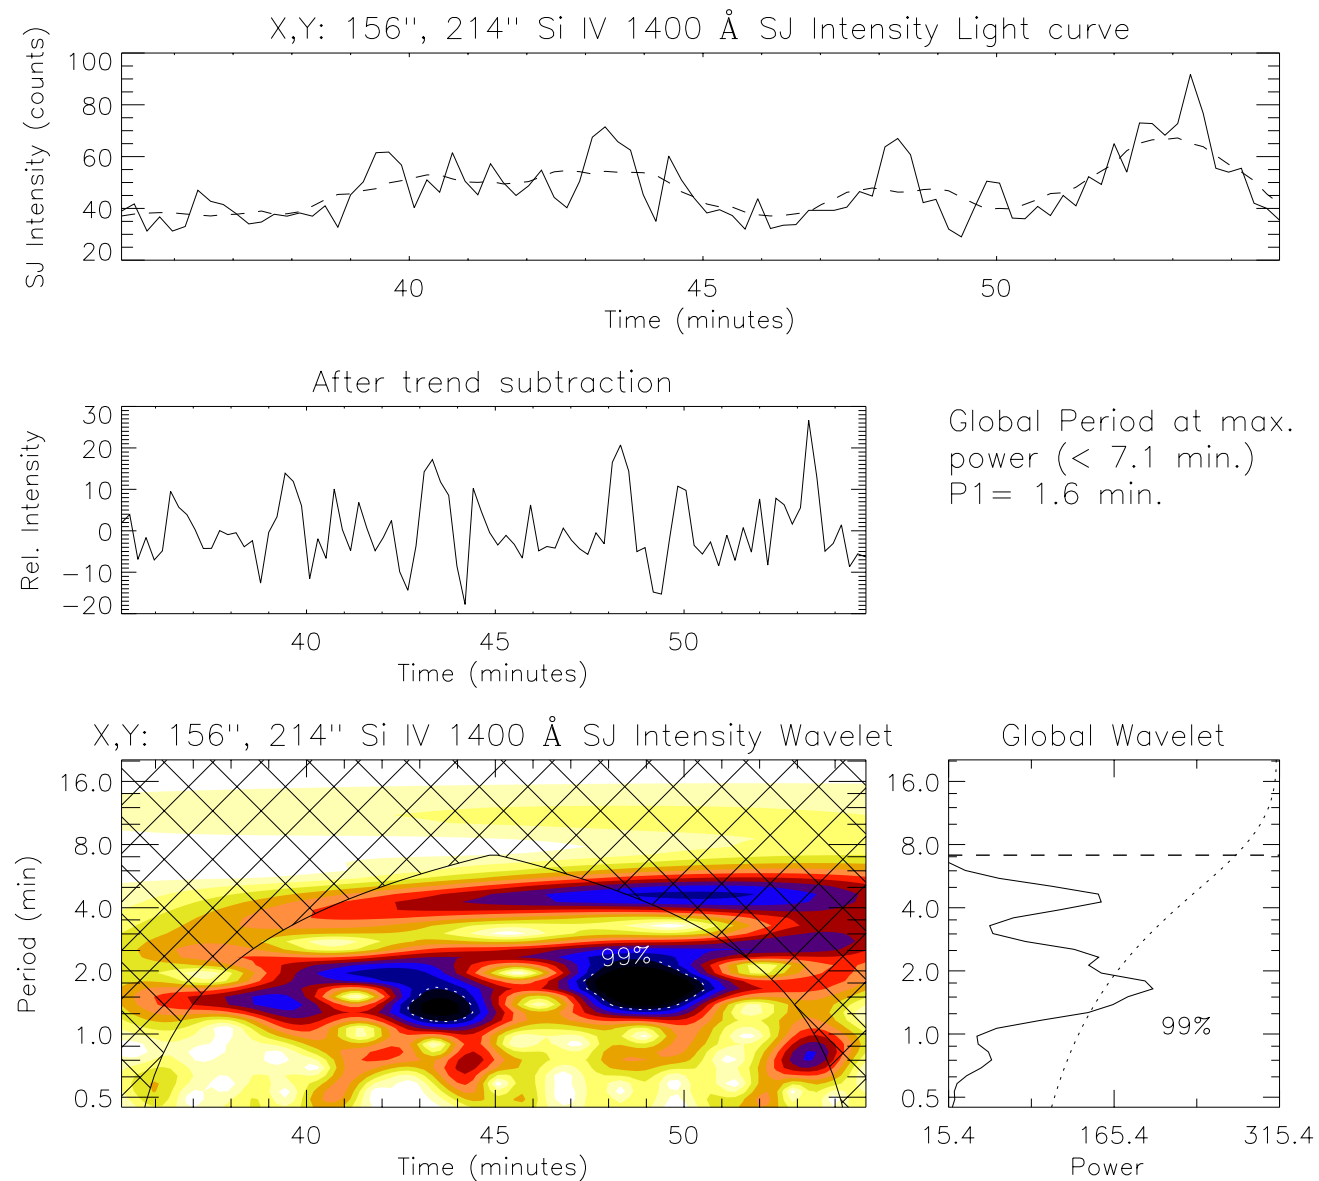 X,Y: 156'', 214'' Si IV 1400 Å SJ Intensity Light curve
SJ Intensity (counts)
100
80
60
40
20
40 45 50
Time (minutes)
After trend subtraction
Rel. Intensity
30
20
10
0
−10
−20
40 45 50
Time (minutes)
Global Period at max.
power (< 7.1 min.)
P1= 1.6 min.
X,Y: 156'', 214'' Si IV 1400 Å SJ Intensity Wavelet
Period (min)
16.0
8.0
4.0
2.0
1.0
0.5
99%
40 45 50
Time (minutes)
Global Wavelet
16.0
8.0
4.0
2.0
1.0
0.5
99%
15.4 165.4 315.4
Power